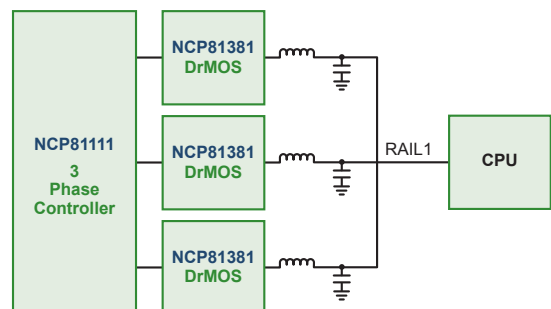 NCP81111
3
Phase
Controller
NCP81381
DrMOS
NCP81381
DrMOS
NCP81381
DrMOS
RAIL1
CPU